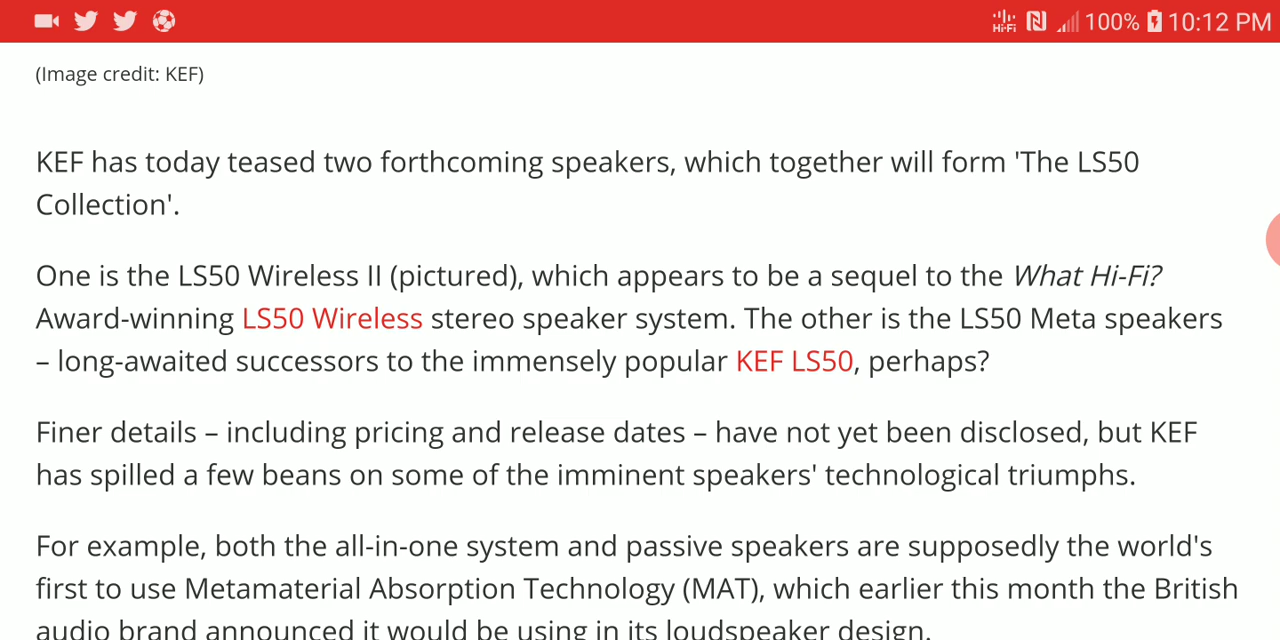 Hi-Fi 100% 10:12 PM
(Image credit: KEF)
KEF has today teased two forthcoming speakers, which together will form 'The LS50
Collection'.
One is the LS50 Wireless II (pictured), which appears to be a sequel to the What Hi-Fi?
Award-winning LS50 Wireless stereo speaker system. The other is the LS50 Meta speakers
– long-awaited successors to the immensely popular KEF LS50, perhaps?
Finer details – including pricing and release dates – have not yet been disclosed, but KEF
has spilled a few beans on some of the imminent speakers' technological triumphs.
For example, both the all-in-one system and passive speakers are supposedly the world's
first to use Metamaterial Absorption Technology (MAT), which earlier this month the British
audio brand announced it would be using in its loudspeaker design.